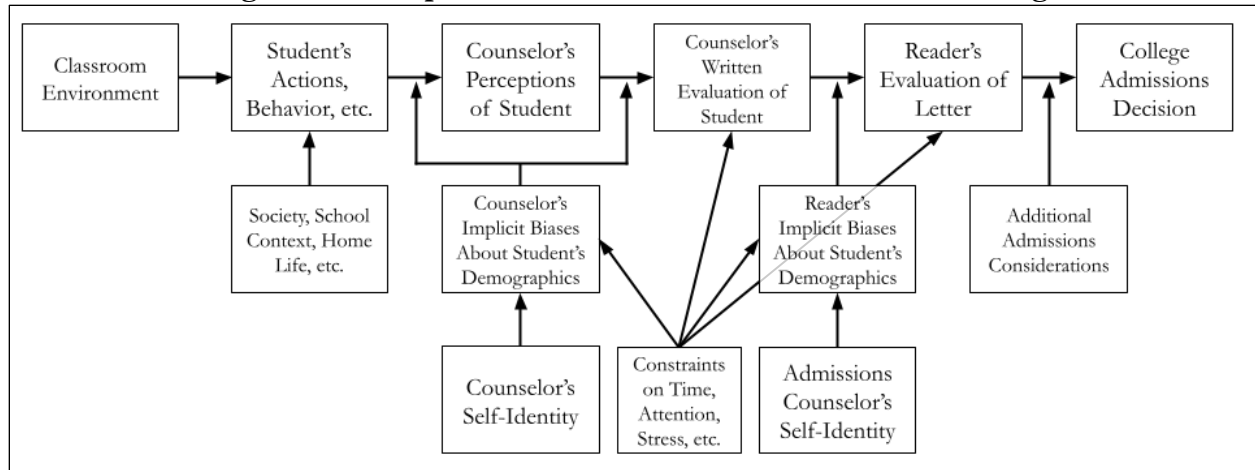 Classroom
Environment
Student's
Actions,
Behavior, etc.
Counselor's
Perceptions
of Student
Counselor's
Written
Evaluation of
Student
Reader's
Evaluation of
Letter
College
Admissions
Decision
Society, School
Context, Home
Life, etc.
Counselor's
Implicit Biases
About Student's
Demographics
Reader's
Implicit Biases
About Student's
Demographics
Additional
Admissions
Considerations
Counselor's
Self-Identity
Constraints
on Time,
Attention,
Stress, etc.
Admissions
Counselor's
Self-Identity